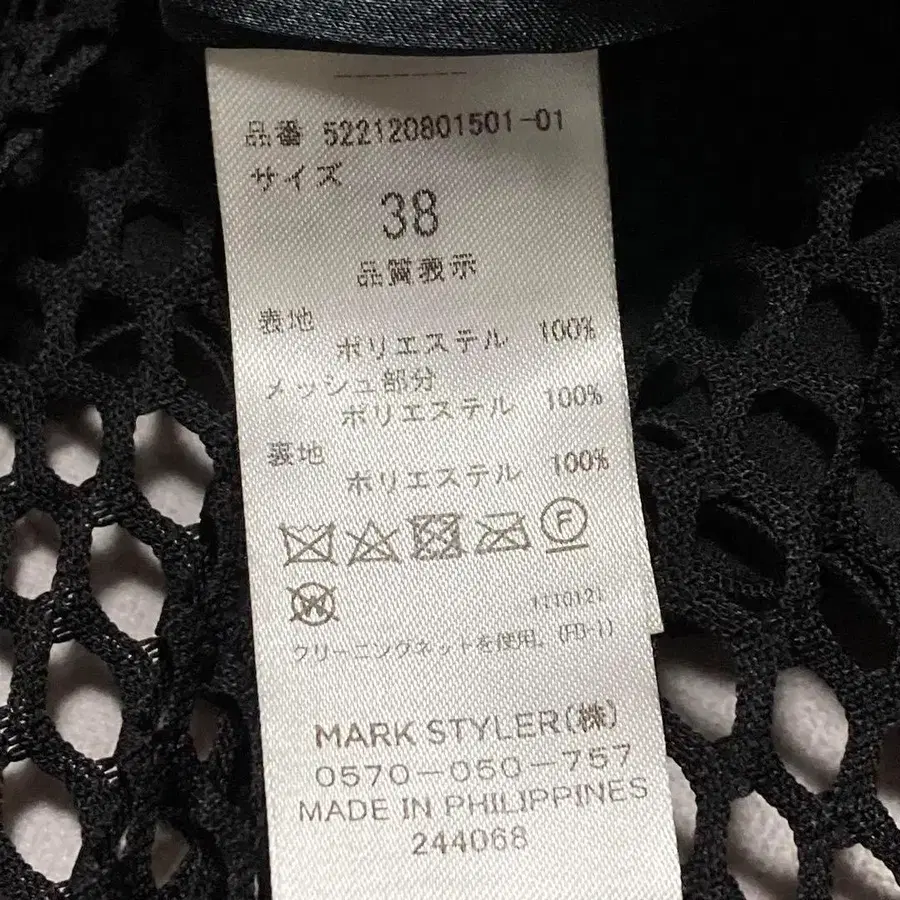 品番 522120801501-01
サイズ
38
品質表示
表地
ポリエステル 100%
メッシュ部分
ポリエステル 100%
裏地
ポリエステル 100%
F
W
1110121
クリーニングネットを使用。(FB-1)
MARK STYLER(株)
0570-050-757
MADE IN PHILIPPINES
244068